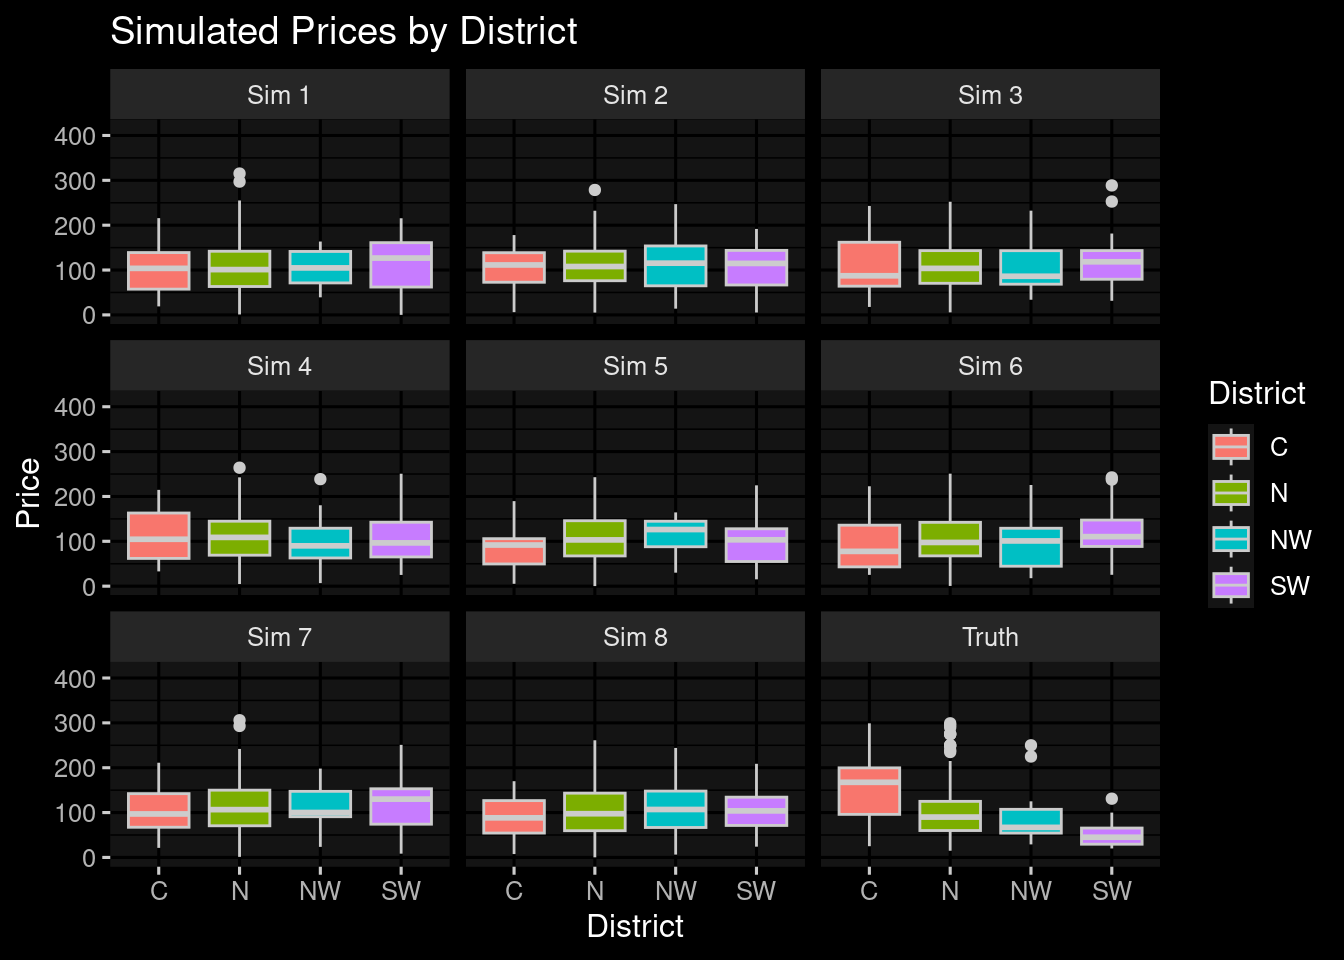 Simulated Prices by District
Sim 1
Sim 2
Sim 3
400
300
200
100
0
Sim 4
Sim 5
Sim 6
400
300
200
100
0
Sim 7
Sim 8
Truth
400
300
200
100
0
C
N
NW
SW
C
N
NW
SW
C
N
NW
SW
District
Price
District
C
N
NW
SW